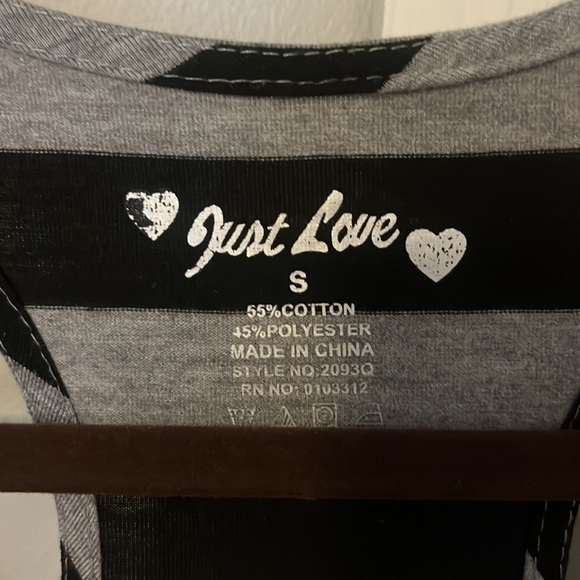 Just Love
S
55%COTTON
45%POLYESTER
MADE IN CHINA
STYLE NO:2093Q
RN NO: 0103312